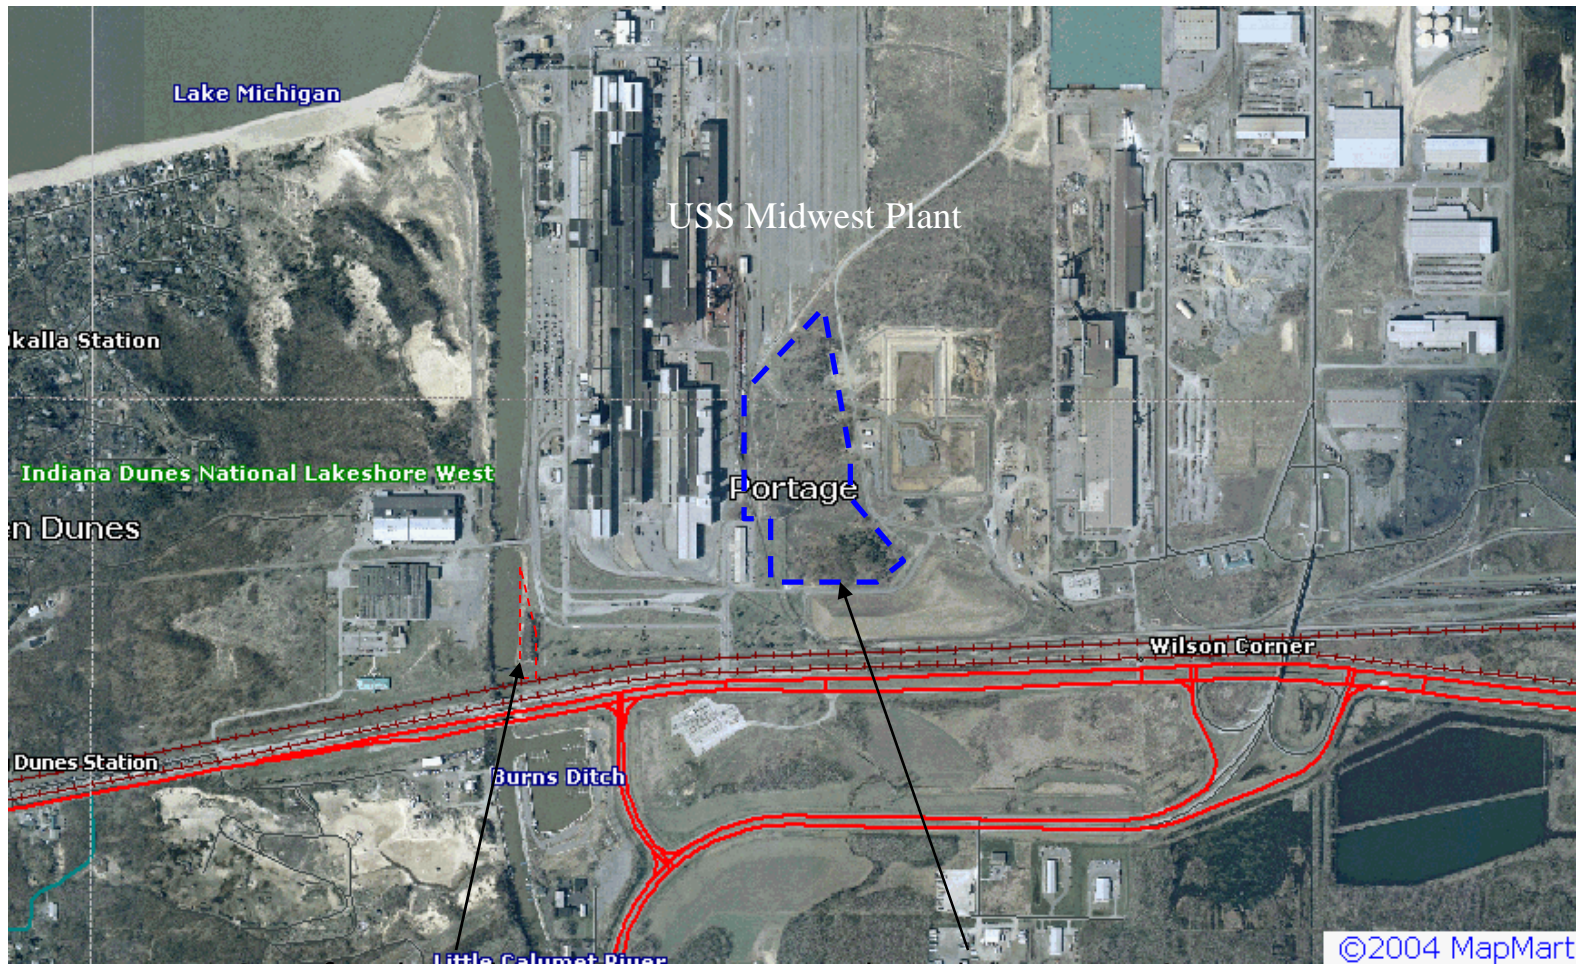 Lake Michigan
USS Midwest Plant
kalla Station
Indiana Dunes National Lakeshore West
Portage
en Dunes
Wilson Corner
Dunes Station
Burns Ditch
Little Calumet River
©2004 MapMart